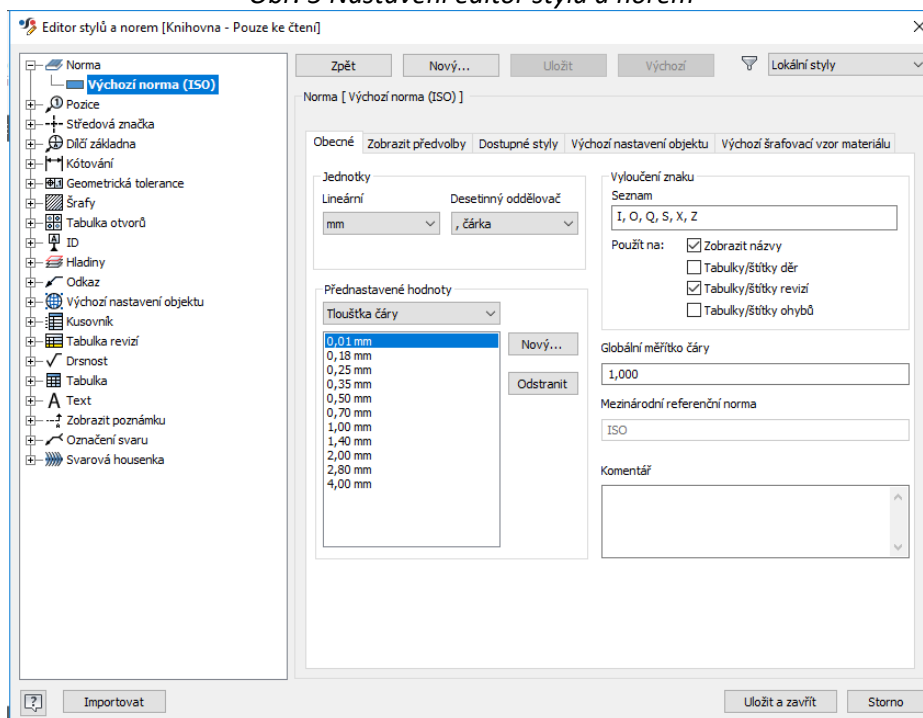 Obr. 5 Nastavení editor stylů a norem
Editor stylů a norem [Knihovna - Pouze ke čtení]
Norma
Výchozí norma (ISO)
Pozice
Středová značka
Dílčí základna
Kótování
Geometrická tolerance
Šrafy
Tabulka otvorů
ID
Hladiny
Odkaz
Výchozí nastavení objektu
Kusovník
Tabulka revizí
Drsnost
Tabulka
Text
Zobrazit poznámku
Označení svaru
Svarová housenka
Zpět Nový... Uložit Výchozí Lokální styly
Norma [ Výchozí norma (ISO) ]
Obecné Zobrazit předvolby Dostupné styly Výchozí nastavení objektu Výchozí šrafovací vzor materiálu
Jednotky
Lineární Desetinný oddělovač
mm , čárka
Přednastavené hodnoty
Tloušťka čáry
0,01 mm
0,18 mm
0,25 mm
0,35 mm
0,50 mm
0,70 mm
1,00 mm
1,40 mm
2,00 mm
2,80 mm
4,00 mm
Nový...
Odstranit
Vyloučení znaku
Seznam
I, O, Q, S, X, Z
Použít na: Zobrazit názvy
Tabulky/štítky děr
Tabulky/štítky revizí
Tabulky/štítky ohybů
Globální měřítko čáry
1,000
Mezinárodní referenční norma
ISO
Komentář
Importovat Uložit a zavřít Storno